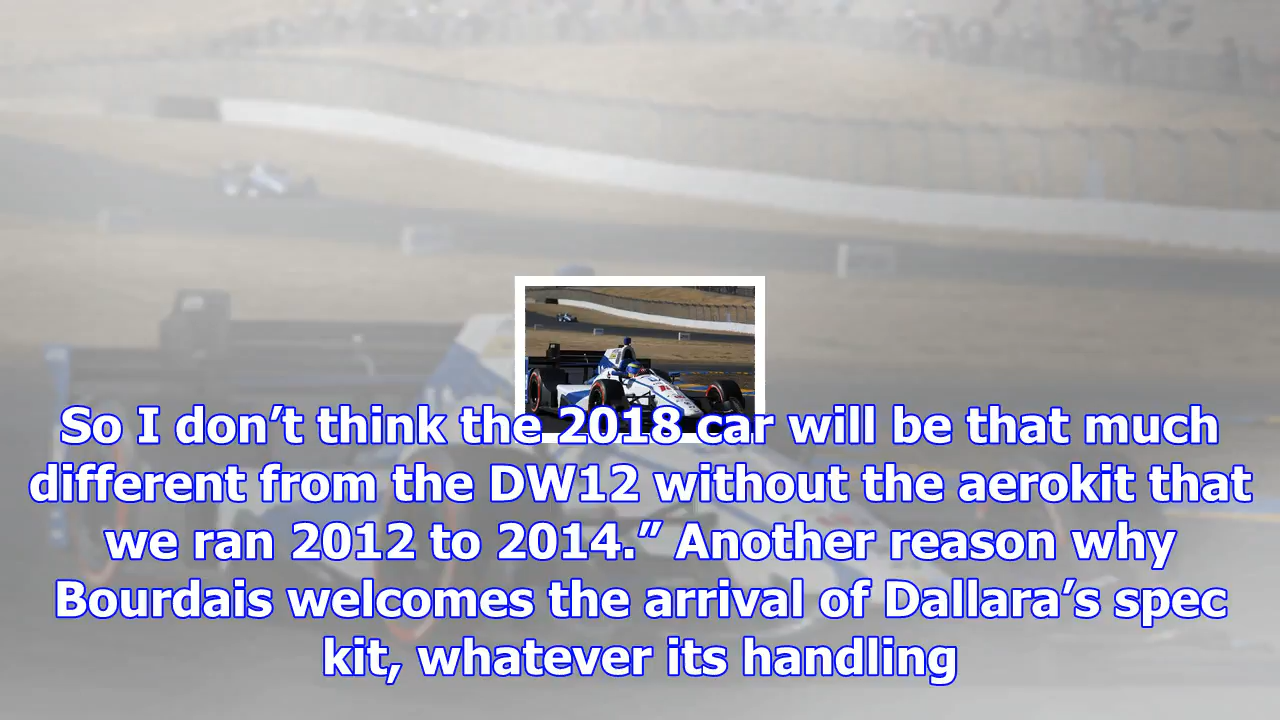 So I don’t think the 2018 car will be that much
different from the DW12 without the aerokit that
we ran 2012 to 2014.” Another reason why
Bourdais welcomes the arrival of Dallara’s spec
kit, whatever its handling